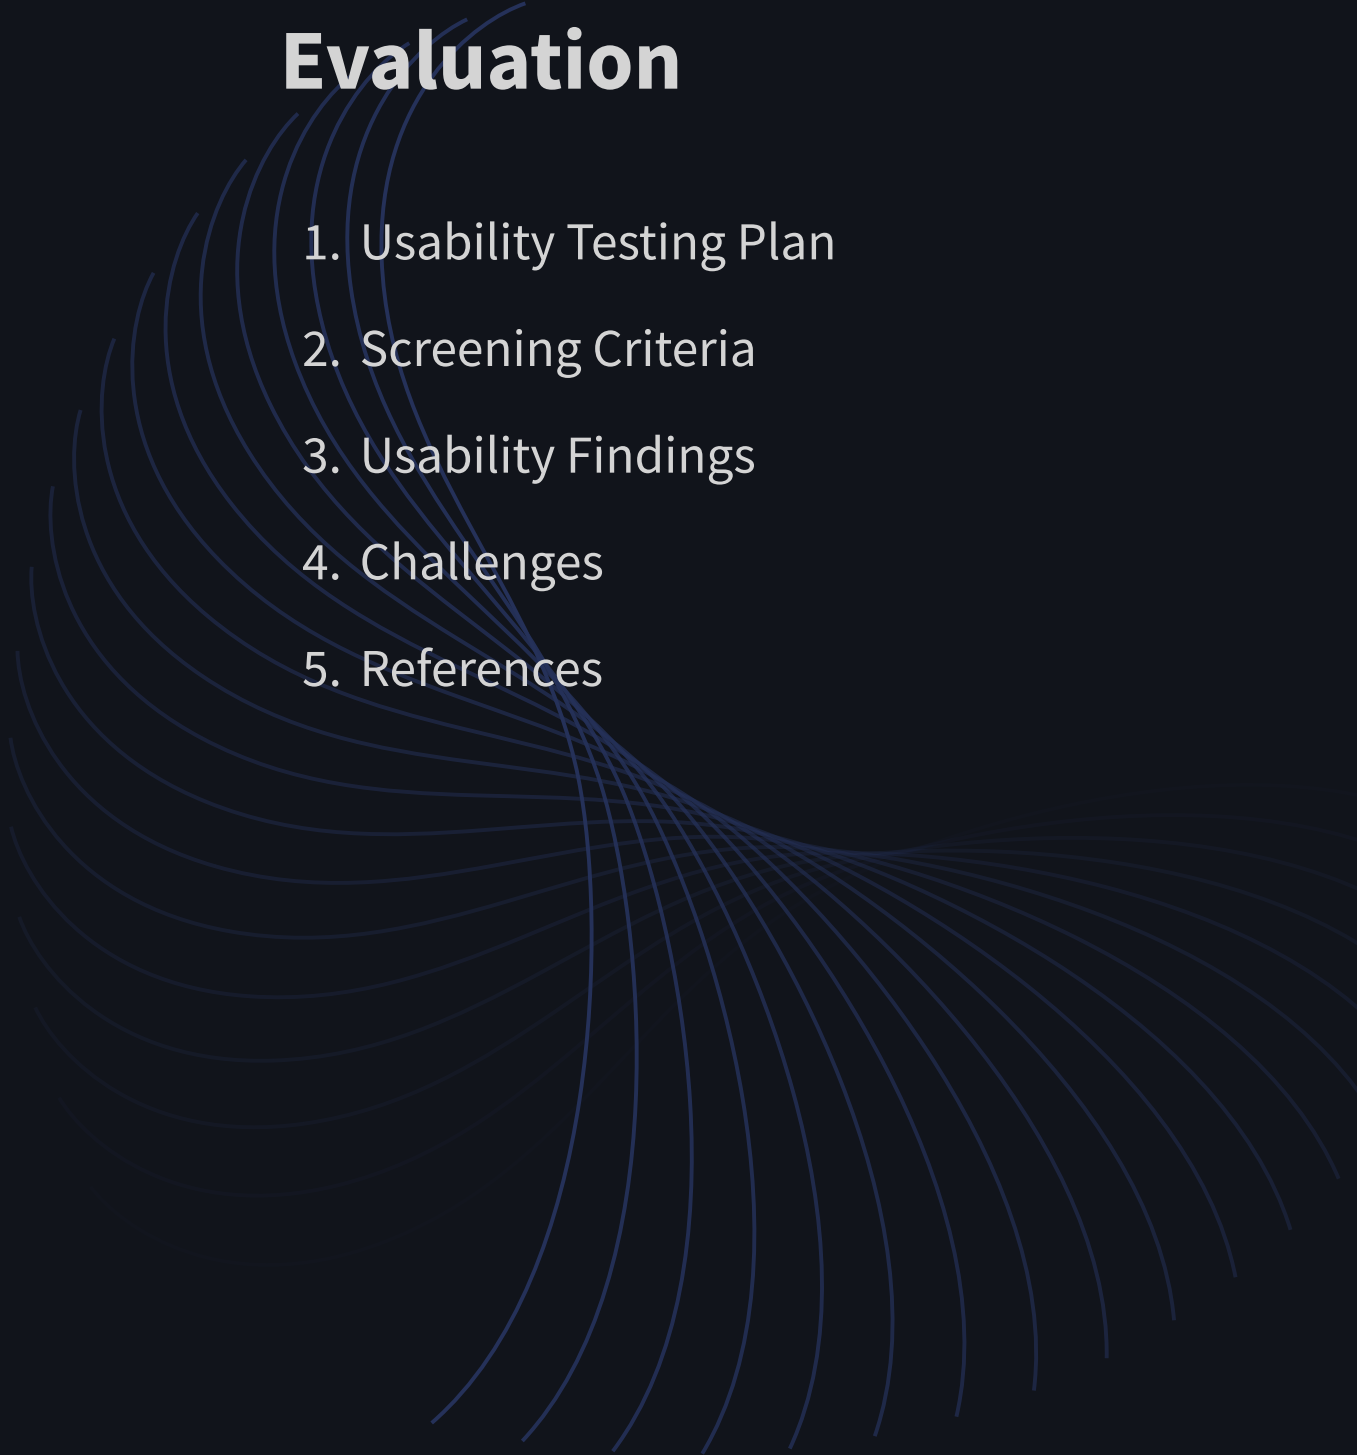 Evaluation
1. Usability Testing Plan
2. Screening Criteria
3. Usability Findings
4. Challenges
5. References